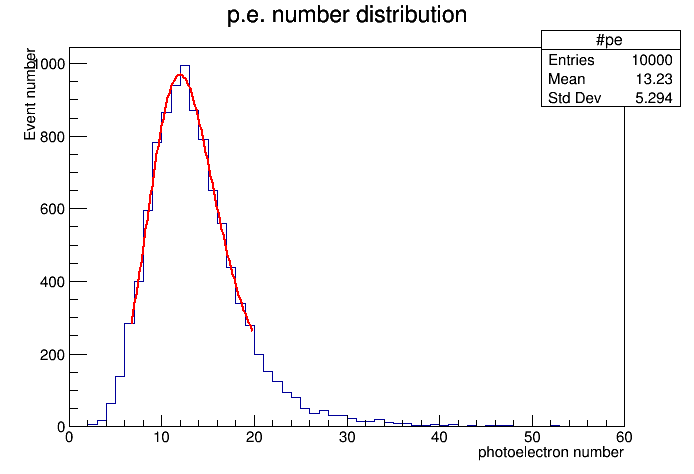 p.e. number distribution
#pe
Entries 10000
Mean 13.23
Std Dev 5.294
Event number
1000
800
600
400
200
0
0 10 20 30 40 50 60
photoelectron number